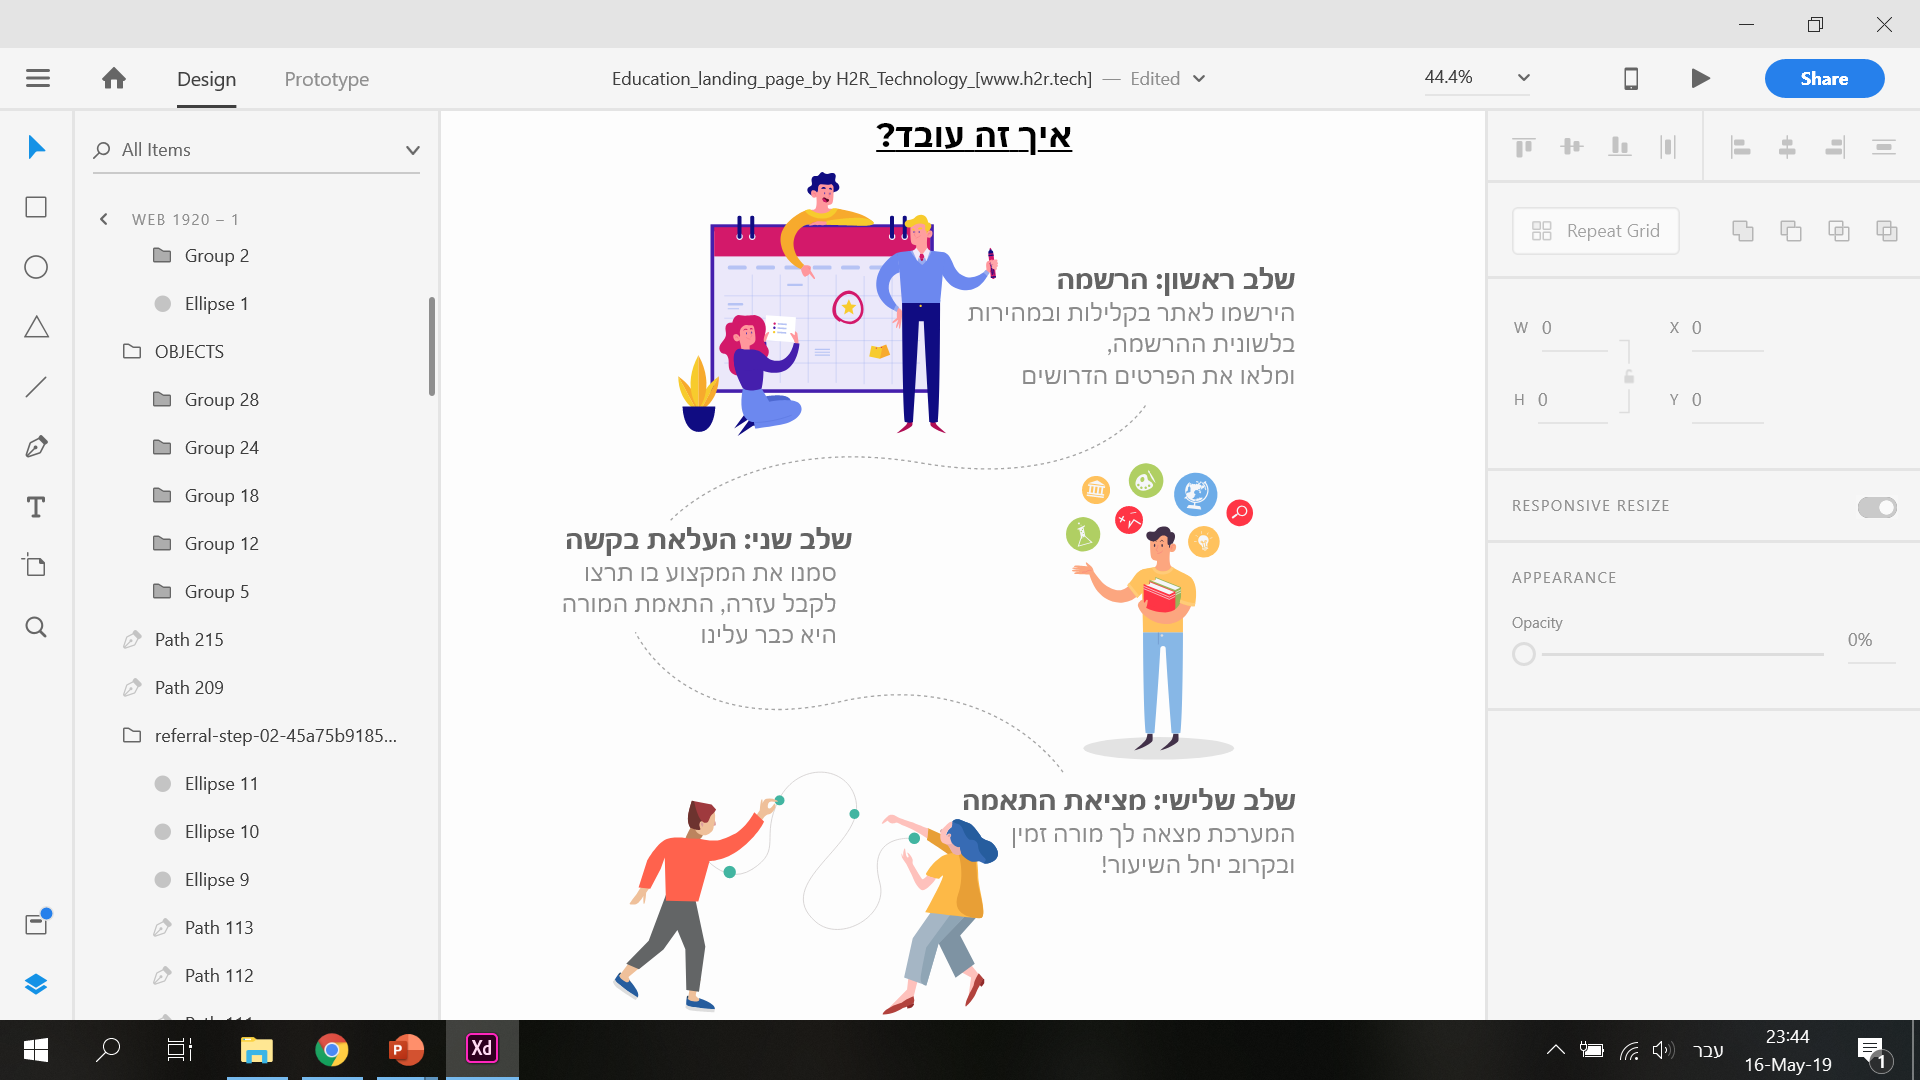 Design
Prototype
Education_landing_page_by H2R_Technology_[www.h2r.tech] — Edited
44.4%
Share
All Items
WEB 1920 – 1
Group 2
Ellipse 1
OBJECTS
Group 28
Group 24
Group 18
Group 12
Group 5
Path 215
Path 209
referral-step-02-45a75b9185...
Ellipse 11
Ellipse 10
Ellipse 9
Path 113
Path 112
Path 111
איך זה עובד?
שלב ראשון: הרשמה
הירשמו לאתר בקלילות ובמהירות
בלשונית ההרשמה,
ומלאו את הפרטים הדרושים
שלב שני: העלאת בקשה
סמנו את המקצוע בו תרצו
לקבל עזרה, התאמת המורה
היא כבר עלינו
שלב שלישי: מציאת התאמה
המערכת מצאה לך מורה זמין
ובקרוב יחל השיעור!
Repeat Grid
W 0
X 0
H 0
Y 0
RESPONSIVE RESIZE
APPEARANCE
Opacity
0%
P
Xd
עבר
23:44
16-May-19
1